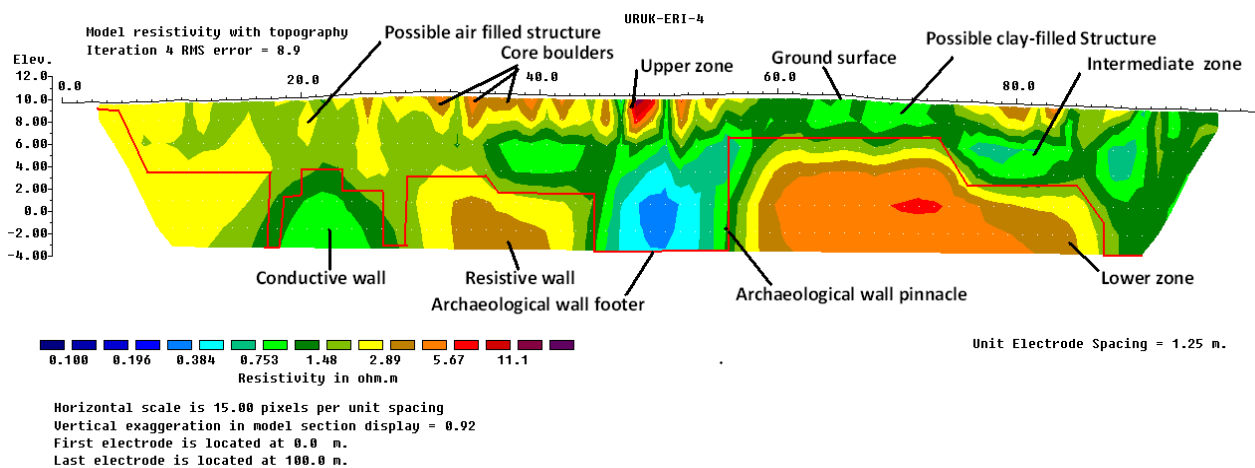 URUK-ERI-4
Model resistivity with topography
Iteration 4 RMS error = 8.9
Possible air filled structure
Core boulders
Upper zone
Ground surface
Possible clay-filled Structure
Intermediate zone
Elev.
0.0 20.0 40.0 60.0 80.0
12.0
10.0
8.00
6.00
4.00
2.00
0.0
-2.00
-4.00
Conductive wall
Resistive wall
Archaeological wall footer
Archaeological wall pinnacle
Lower zone
0.100 0.196 0.384 0.753 1.48 2.89 5.67 11.1
Resistivity in ohm.m
Unit Electrode Spacing = 1.25 m.
Horizontal scale is 15.00 pixels per unit spacing
Vertical exaggeration in model section display = 0.92
First electrode is located at 0.0 m.
Last electrode is located at 100.0 m.